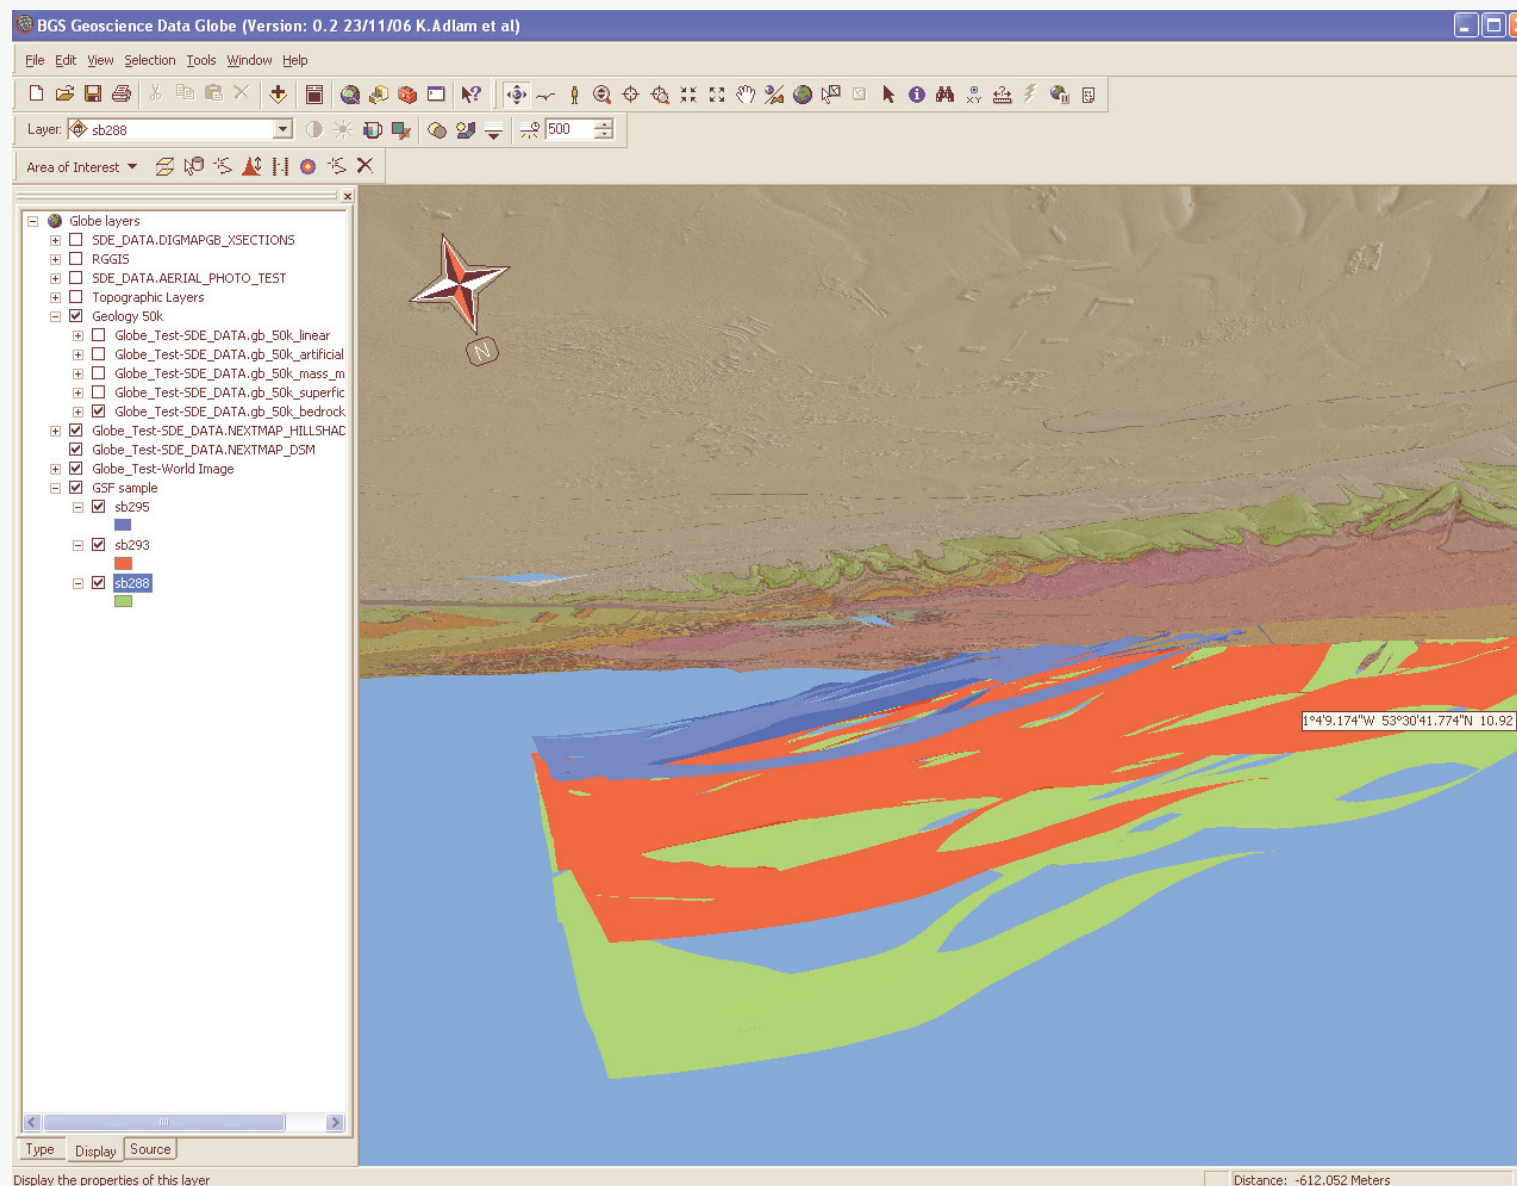 BGS Geoscience Data Globe (Version: 0.2 23/11/06 K.Adlam et al)
File Edit View Selection Tools Window Help
Layer: sb288 500
Area of Interest
Globe layers
SDE_DATA.DIGMAPGB_XSECTIONS
RGGIS
SDE_DATA.AERIAL_PHOTO_TEST
Topographic Layers
Geology 50k
Globe_Test-SDE_DATA.gb_50k_linear
Globe_Test-SDE_DATA.gb_50k_artificial
Globe_Test-SDE_DATA.gb_50k_mass_m
Globe_Test-SDE_DATA.gb_50k_superfic
Globe_Test-SDE_DATA.gb_50k_bedrock
Globe_Test-SDE_DATA.NEXTMAP_HILLSHAD
Globe_Test-SDE_DATA.NEXTMAP_DSM
Globe_Test-World Image
GSF sample
sb295
sb293
sb288
N
1°4'9.174"W 53°30'41.774"N 10.92
Type Display Source
Display the properties of this layer
Distance: -612.052 Meters